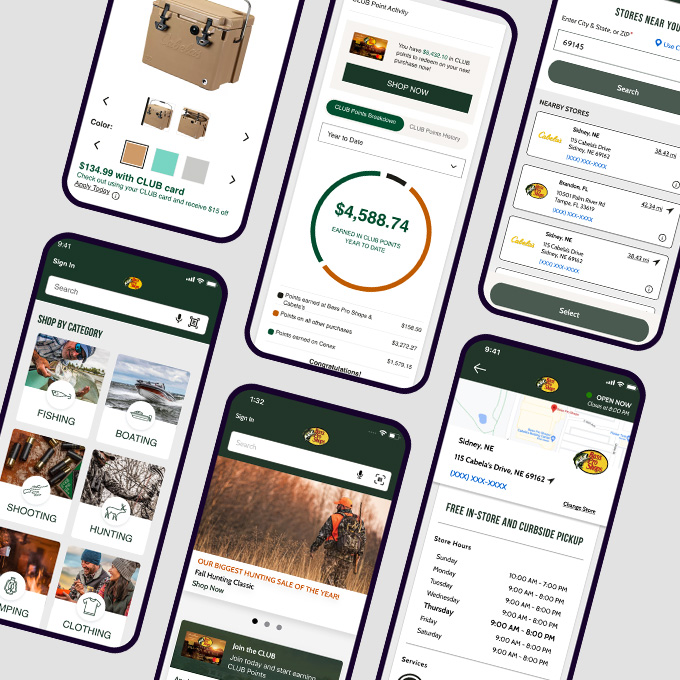 Color:
$134.99 with CLUB card
Check out using your CLUB card and receive $15 off
Apply Today
CLUB Point Activity
You have $3,432.10 in CLUB
points to redeem on your next
purchase now!
SHOP NOW
CLUB Points Breakdown
CLUB Points History
Year to Date
$4,588.74
EARNED IN CLUB POINTS
YEAR TO DATE
Points earned at Bass Pro Shops &
Cabela's
$158.50
Points on all other purchases
$3,272.27
Points earned on Cenex
$1,579.15
Congratulations!
STORES NEAR YOU
Enter City & State, or ZIP*
69145
Use C
Search
NEARBY STORES
Cabela's
Sidney, NE
115 Cabela's Drive
Sidney, NE 69162
(XXX) XXX-XXXX
38.43 mi
Brandon, FL
10501 Palm River Rd
Tampa, FL 33619
(XXX) XXX-XXXX
42.34 mi
Cabela's
Sidney, NE
115 Cabela's Drive
Sidney, NE 69162
(XXX) XXX-XXXX
38.43 mi
Select
9:41
Sign In
Search
SHOP BY CATEGORY
FISHING
BOATING
SHOOTING
HUNTING
MPING
CLOTHING
1:32
Sign In
Bass Pro Shops
Search
OUR BIGGEST HUNTING SALE OF THE YEAR!
Fall Hunting Classic
Shop Now
Join the CLUB
Join today and start earning
CLUB Points
9:41
OPEN NOW
Closes at 8:00 PM
Sidney, NE
115 Cabela's Drive, NE 69162
(XXX) XXX-XXXX
Bass Pro Shops
Change Store
FREE IN-STORE AND CURBSIDE PICKUP
Store Hours
Sunday
10:00 AM - 7:00 PM
Monday
9:00 AM - 8:00 PM
Tuesday
9:00 AM - 8:00 PM
Wednesday
9:00 AM - 8:00 PM
Thursday
9:00 AM - 8:00 PM
Friday
9:00 AM - 8:00 PM
Saturday
9:00 AM - 8:00 PM
Services